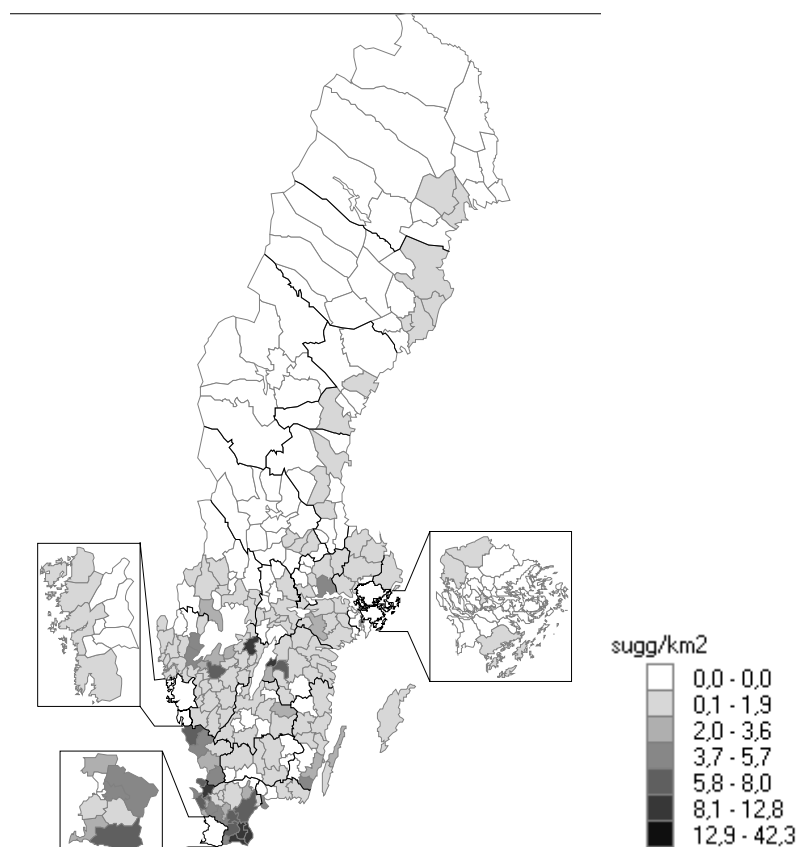 sugg/km2
0,0 - 0,0
0,1 - 1,9
2,0 - 3,6
3,7 - 5,7
5,8 - 8,0
8,1 - 12,8
12,9 - 42,3